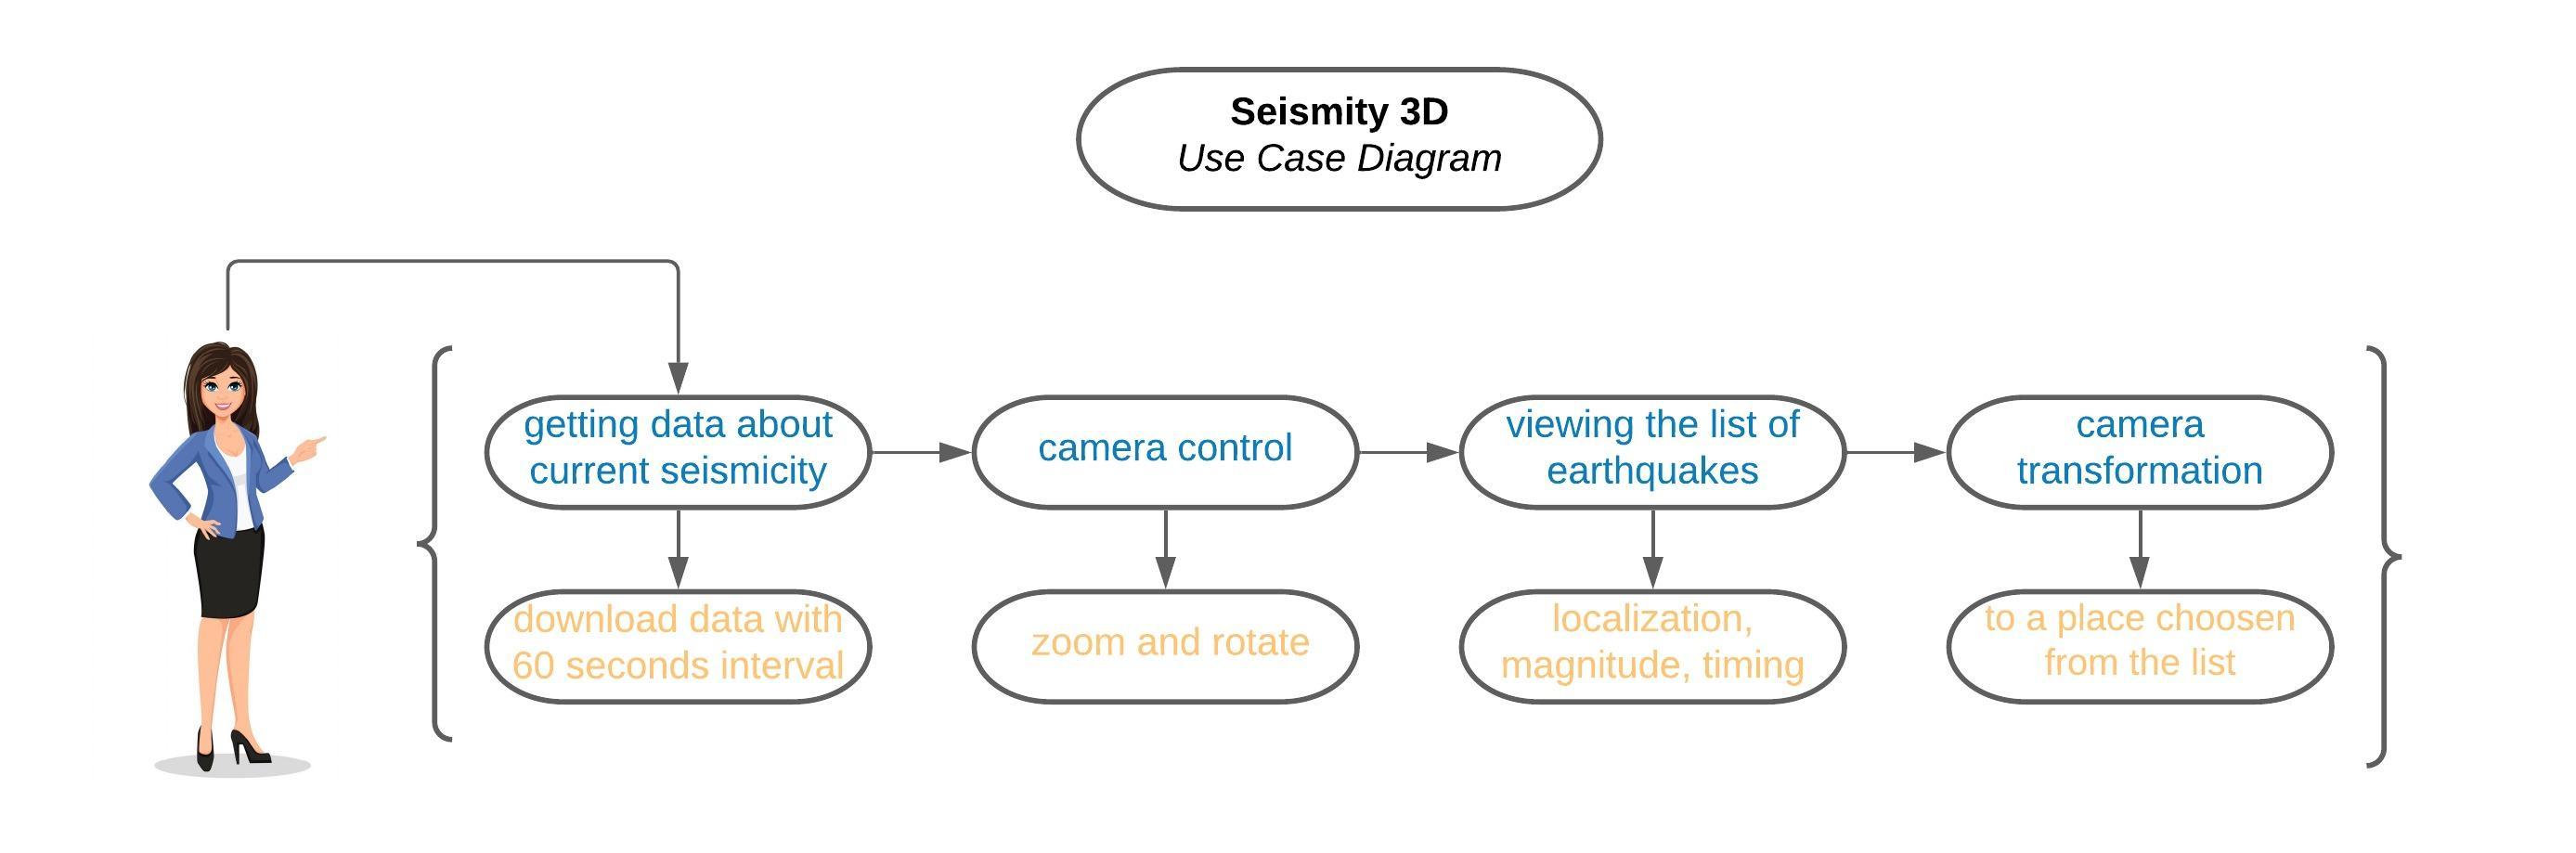 Seismity 3D
Use Case Diagram
getting data about
current seismicity
camera control
viewing the list of
earthquakes
camera
transformation
download data with
60 seconds interval
zoom and rotate
localization,
magnitude, timing
to a place choosen
from the list